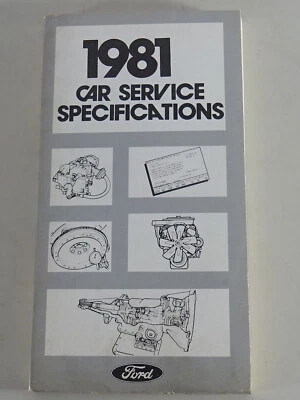 1981
CAR SERVICE
SPECIFICATIONS
Ford